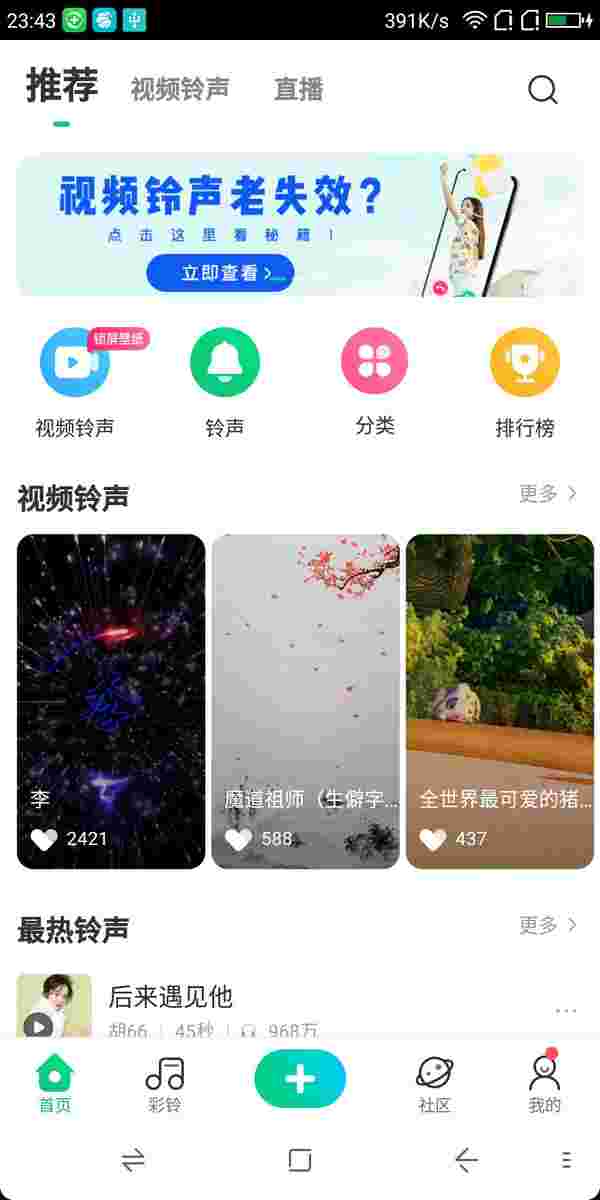 23:43
391K/s
推荐 视频铃声 直播
视频铃声老失效？
点击这里看秘籍！
立即查看
锁屏壁纸
视频铃声 铃声 分类 排行榜
视频铃声 更多
李
2421
魔道祖师（生僻字...
588
全世界最可爱的猪...
437
最热铃声 更多
后来遇见他
胡66 45秒 968万
首页 彩铃 社区 我的